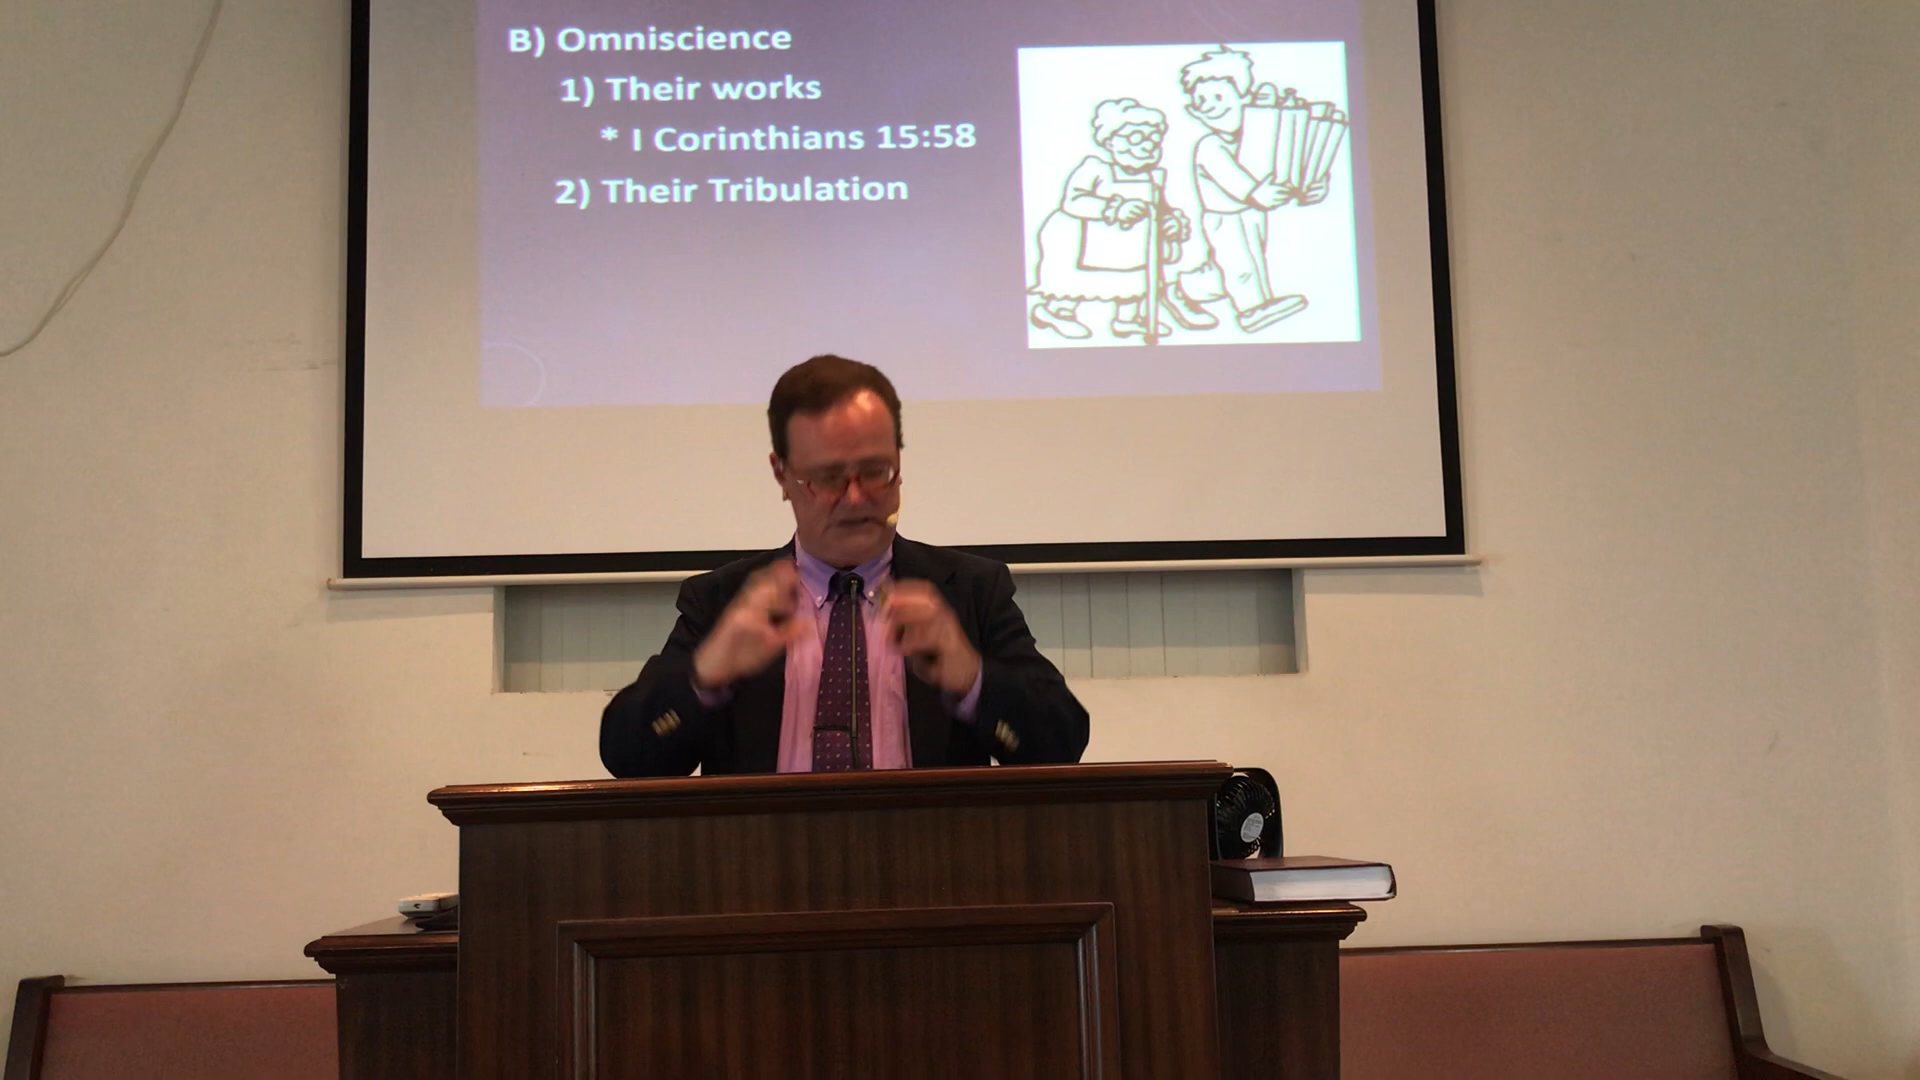 B) Omniscience
1) Their works
* I Corinthians 15:58
2) Their Tribulation